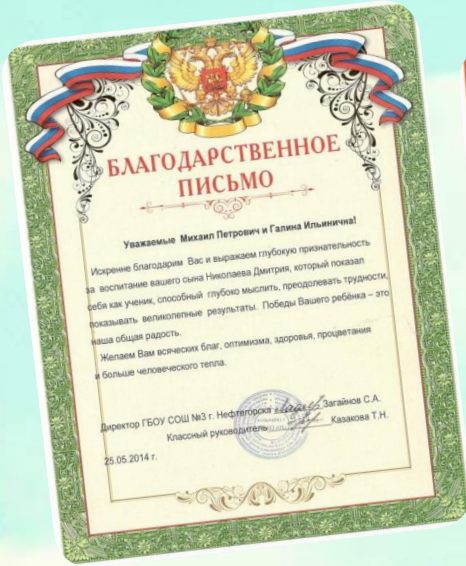 БЛАГОДАРСТВЕННОЕ
ПИСЬМО
Уважаемые Михаил Петрович и Галина Ильинична!
Искренне благодарим Вас и выражаем глубокую признательность
за воспитание вашего сына Николаева Дмитрия, который показал
себя как ученик, способный глубоко мыслить, преодолевать трудности,
показывать великолепные результаты. Победы Вашего ребёнка – это
наша общая радость.
Желаем Вам всяческих благ, оптимизма, здоровья, процветания
и больше человеческого тепла.
Директор ГБОУ СОШ №3 г. Нефтегорска Загайнов С.А.
Классный руководитель Казакова Т.Н.
25.05.2014 г.